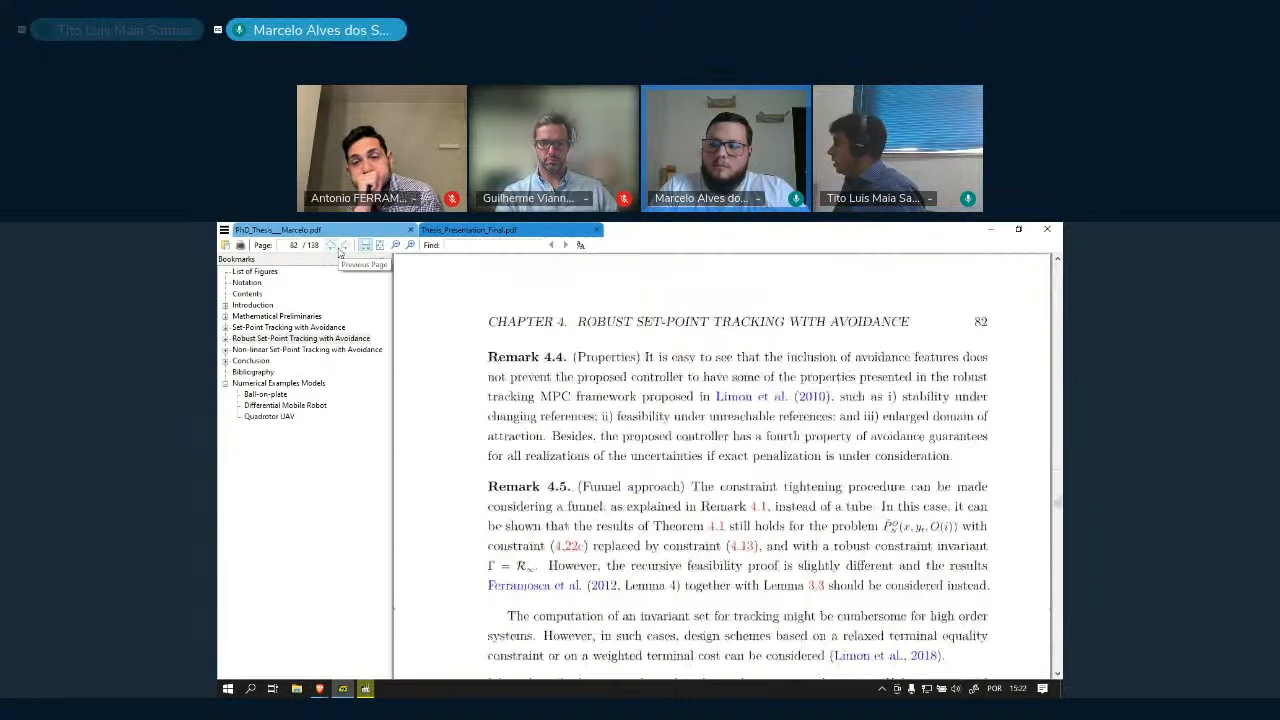 Tito Luis Maia Santos
Marcelo Alves dos S...
Antonio FERRAM...
Guilherme Viann...
Marcelo Alves do...
Tito Luis Maia Sa...
PhD_Thesis__Marcelo.pdf
Thesis_Presentation_Final.pdf
Page: 82 / 138
Find:
Previous Page
Bookmarks
List of Figures
Notation
Contents
Introduction
Mathematical Preliminaries
Set-Point Tracking with Avoidance
Robust Set-Point Tracking with Avoidance
Non-linear Set-Point Tracking with Avoidance
Conclusion
Bibliography
Numerical Examples Models
Ball-on-plate
Differential Mobile Robot
Quadrotor UAV
CHAPTER 4. ROBUST SET-POINT TRACKING WITH AVOIDANCE 82
Remark 4.4. (Properties) It is easy to see that the inclusion of avoidance features does
not prevent the proposed controller to have some of the properties presented in the robust
tracking MPC framework proposed in Limon et al. (2010), such as i) stability under
changing references; ii) feasibility under unreachable references; and iii) enlarged domain of
attraction. Besides, the proposed controller has a fourth property of avoidance guarantees
for all realizations of the uncertainties if exact penalization is under consideration.
Remark 4.5. (Funnel approach) The constraint tightening procedure can be made
considering a funnel, as explained in Remark 4.1, instead of a tube. In this case, it can
be shown that the results of Theorem 4.1 still holds for the problem (x, yt, O(i)) with
constraint (4.22c) replaced by constraint (4.13), and with a robust constraint invariant
Γ = R∞. However, the recursive feasibility proof is slightly different and the results
Ferramosca et al. (2012, Lemma 4) together with Lemma 3.3 should be considered instead.
The computation of an invariant set for tracking might be cumbersome for high order
systems. However, in such cases, design schemes based on a relaxed terminal equality
constraint or on a weighted terminal cost can be considered (Limon et al., 2018).
POR 15:22